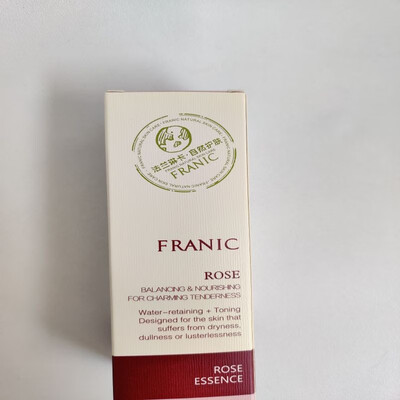 法兰琳卡·自然护肤
FRANIC
FRANIC
ROSE
BALANCING & NOURISHING
FOR CHARMING TENDERNESS
Water-retaining + Toning
Designed for the skin that
suffers from dryness,
dullness or lusterlessness
ROSE
ESSENCE